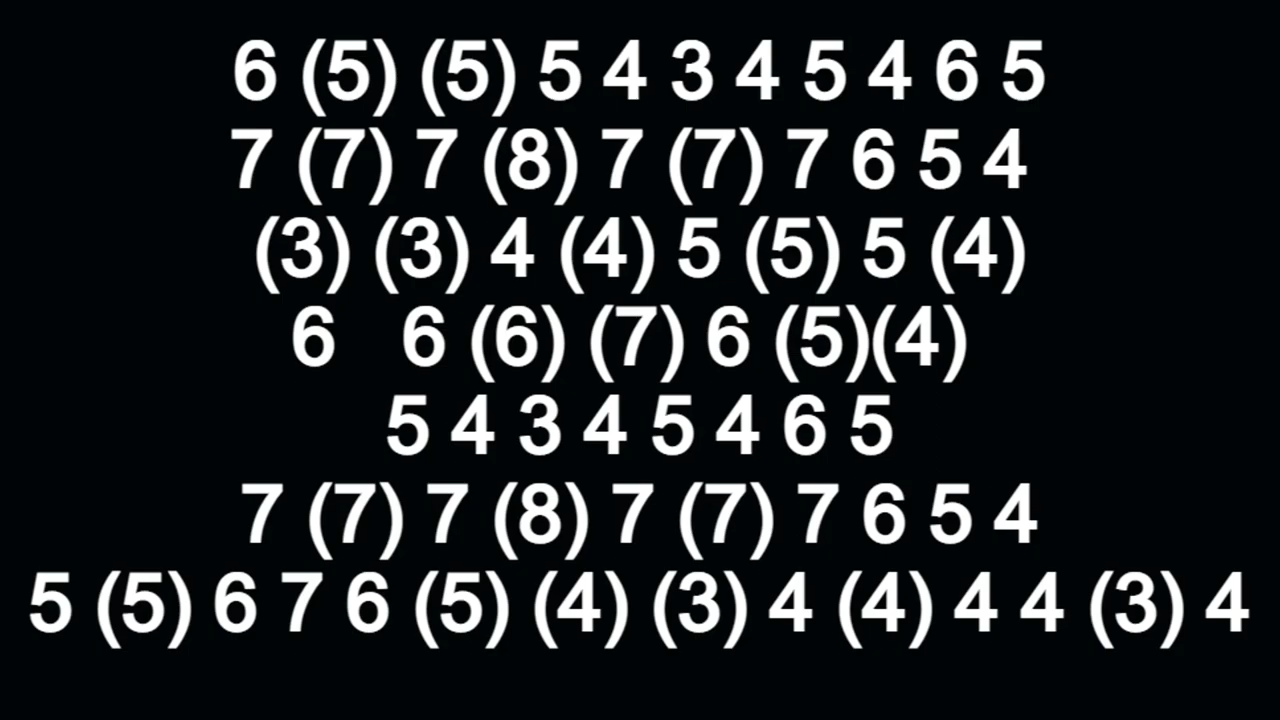 6 (5) (5) 5 4 3 4 5 4 6 5
7 (7) 7 (8) 7 (7) 7 6 5 4
(3) (3) 4 (4) 5 (5) 5 (4)
6 6 (6) (7) 6 (5)(4)
5 4 3 4 5 4 6 5
7 (7) 7 (8) 7 (7) 7 6 5 4
5 (5) 6 7 6 (5) (4) (3) 4 (4) 4 4 (3) 4